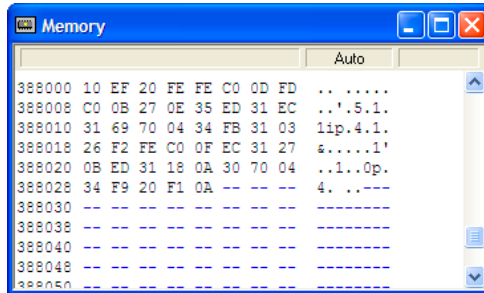 Memory
Auto
388000 10 EF 20 FE FE C0 0D FD .. .....
388008 C0 0B 27 0E 35 ED 31 EC ..'.5.1.
388010 31 69 70 04 34 FB 31 03 1ip.4.1.
388018 26 F2 FE C0 0F EC 31 27 &.....1'
388020 0B ED 31 18 0A 30 70 04 ..1..0p.
388028 34 F9 20 F1 0A -- -- -- 4. ..---
388030 -- -- -- -- -- -- -- -- --------
388038 -- -- -- -- -- -- -- -- --------
388040 -- -- -- -- -- -- -- -- --------
388048 -- -- -- -- -- -- -- -- --------
388050 -- -- -- -- -- -- -- -- --------